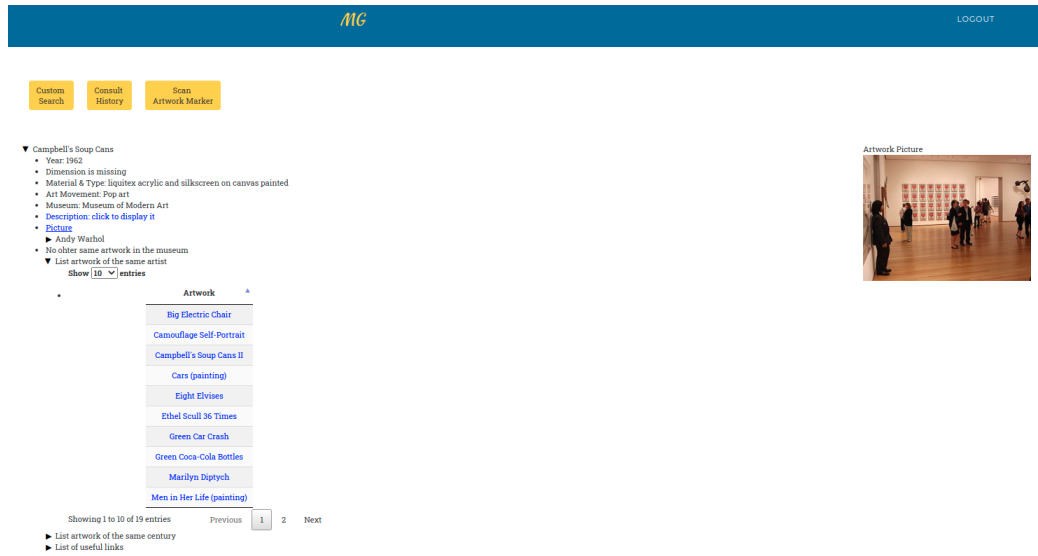 MG
LOGOUT
Custom
Search
Consult
History
Scan
Artwork Marker
▼ Campbell's Soup Cans
• Year: 1962
• Dimension is missing
• Material & Type: liquitex acrylic and silkscreen on canvas painted
• Art Movement: Pop art
• Museum: Museum of Modern Art
• Description: click to display it
• Picture
► Andy Warhol
• No ohter same artwork in the museum
▼ List artwork of the same artist
Show 10 entries
Artwork
Big Electric Chair
Camouflage Self-Portrait
Campbell's Soup Cans II
Cars (painting)
Eight Elvises
Ethel Scull 36 Times
Green Car Crash
Green Coca-Cola Bottles
Marilyn Diptych
Men in Her Life (painting)
Showing 1 to 10 of 19 entries Previous 1 2 Next
► List artwork of the same century
► List of useful links
Artwork Picture